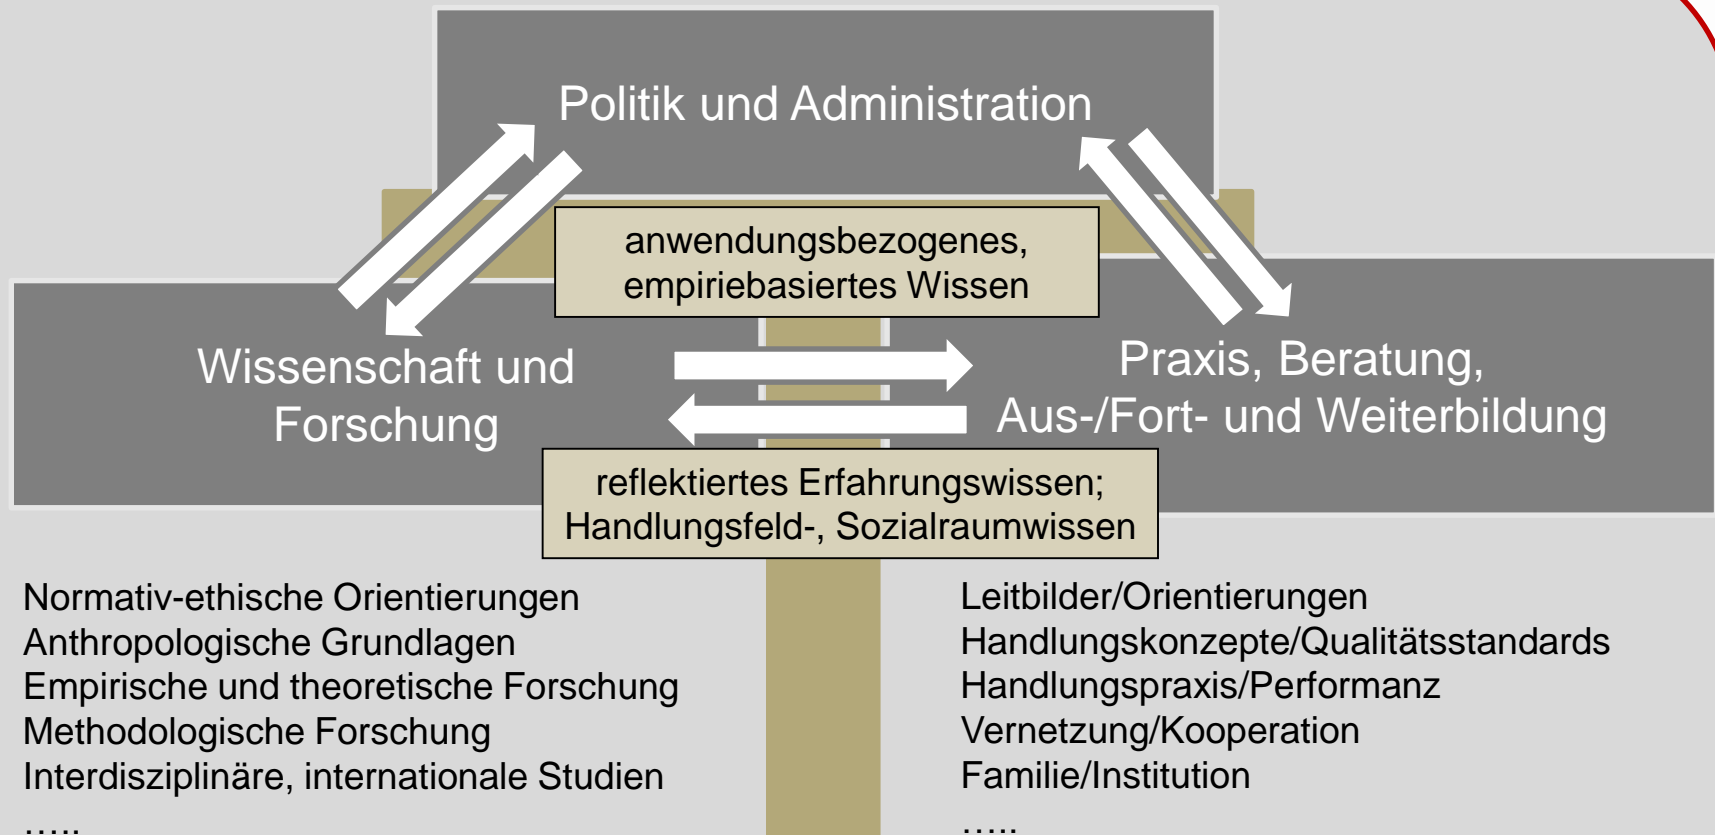 Politik und Administration
anwendungsbezogenes,
empiriebasiertes Wissen
Wissenschaft und
Forschung
Praxis, Beratung,
Aus-/Fort- und Weiterbildung
reflektiertes Erfahrungswissen;
Handlungsfeld-, Sozialraumwissen
Normativ-ethische Orientierungen
Anthropologische Grundlagen
Empirische und theoretische Forschung
Methodologische Forschung
Interdisziplinäre, internationale Studien
…..
Leitbilder/Orientierungen
Handlungskonzepte/Qualitätsstandards
Handlungspraxis/Performanz
Vernetzung/Kooperation
Familie/Institution
…..